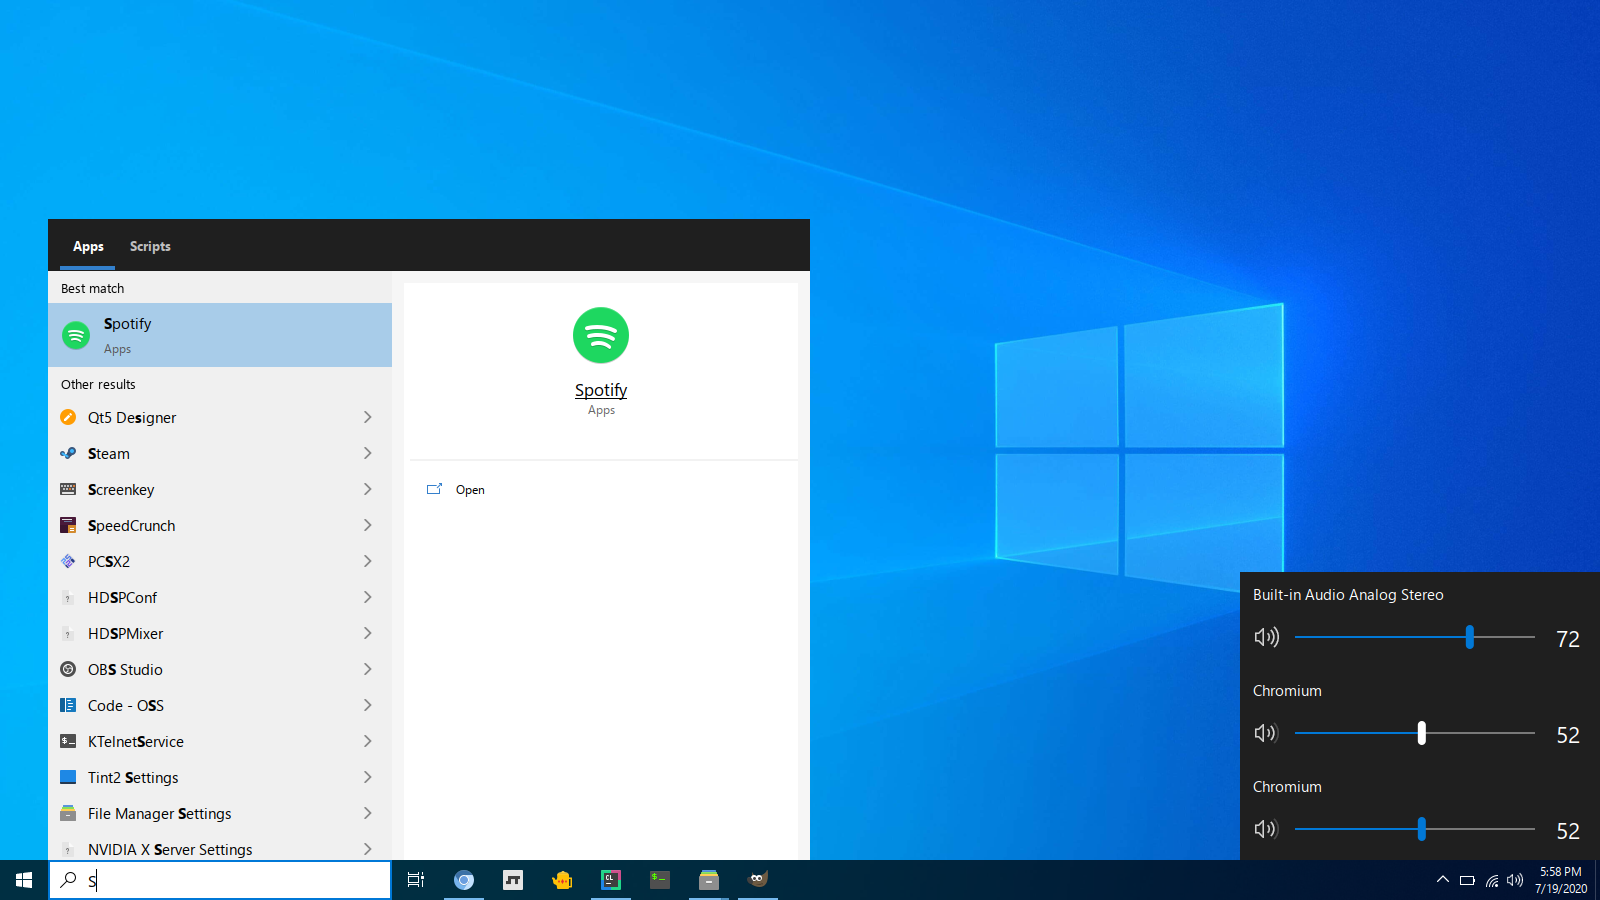 Apps Scripts
Best match
Spotify
Apps
Other results
Qt5 Designer
Steam
Screenkey
SpeedCrunch
PCSX2
HDSPConf
HDSPMixer
OBS Studio
Code - OSS
KTelnetService
Tint2 Settings
File Manager Settings
NVIDIA X Server Settings
S
Spotify
Apps
Open
Built-in Audio Analog Stereo
72
Chromium
52
Chromium
52
CL
$_
5:58 PM
7/19/2020